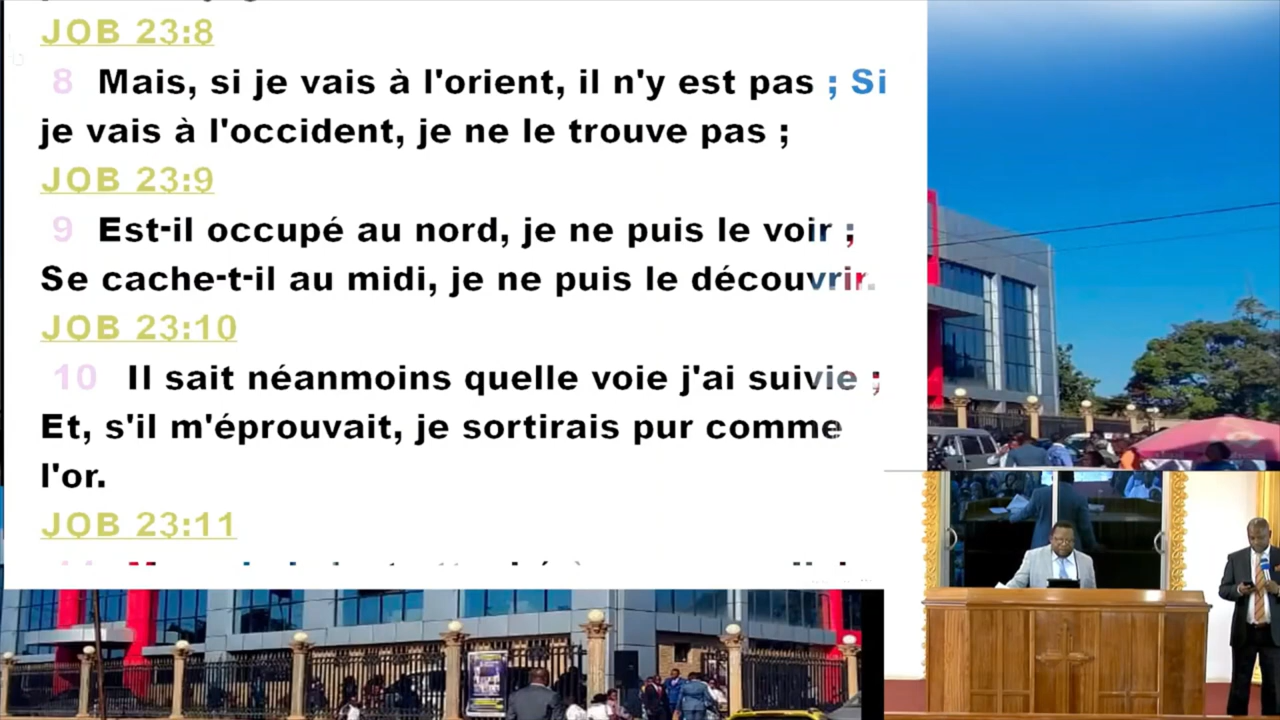 JOB 23:8
8 Mais, si je vais à l'orient, il n'y est pas ; Si
je vais à l'occident, je ne le trouve pas ;
JOB 23:9
9 Est-il occupé au nord, je ne puis le voir ;
Se cache-t-il au midi, je ne puis le découvrir.
JOB 23:10
10 Il sait néanmoins quelle voie j'ai suivie ;
Et, s'il m'éprouvait, je sortirais pur comme
l'or.
JOB 23:11